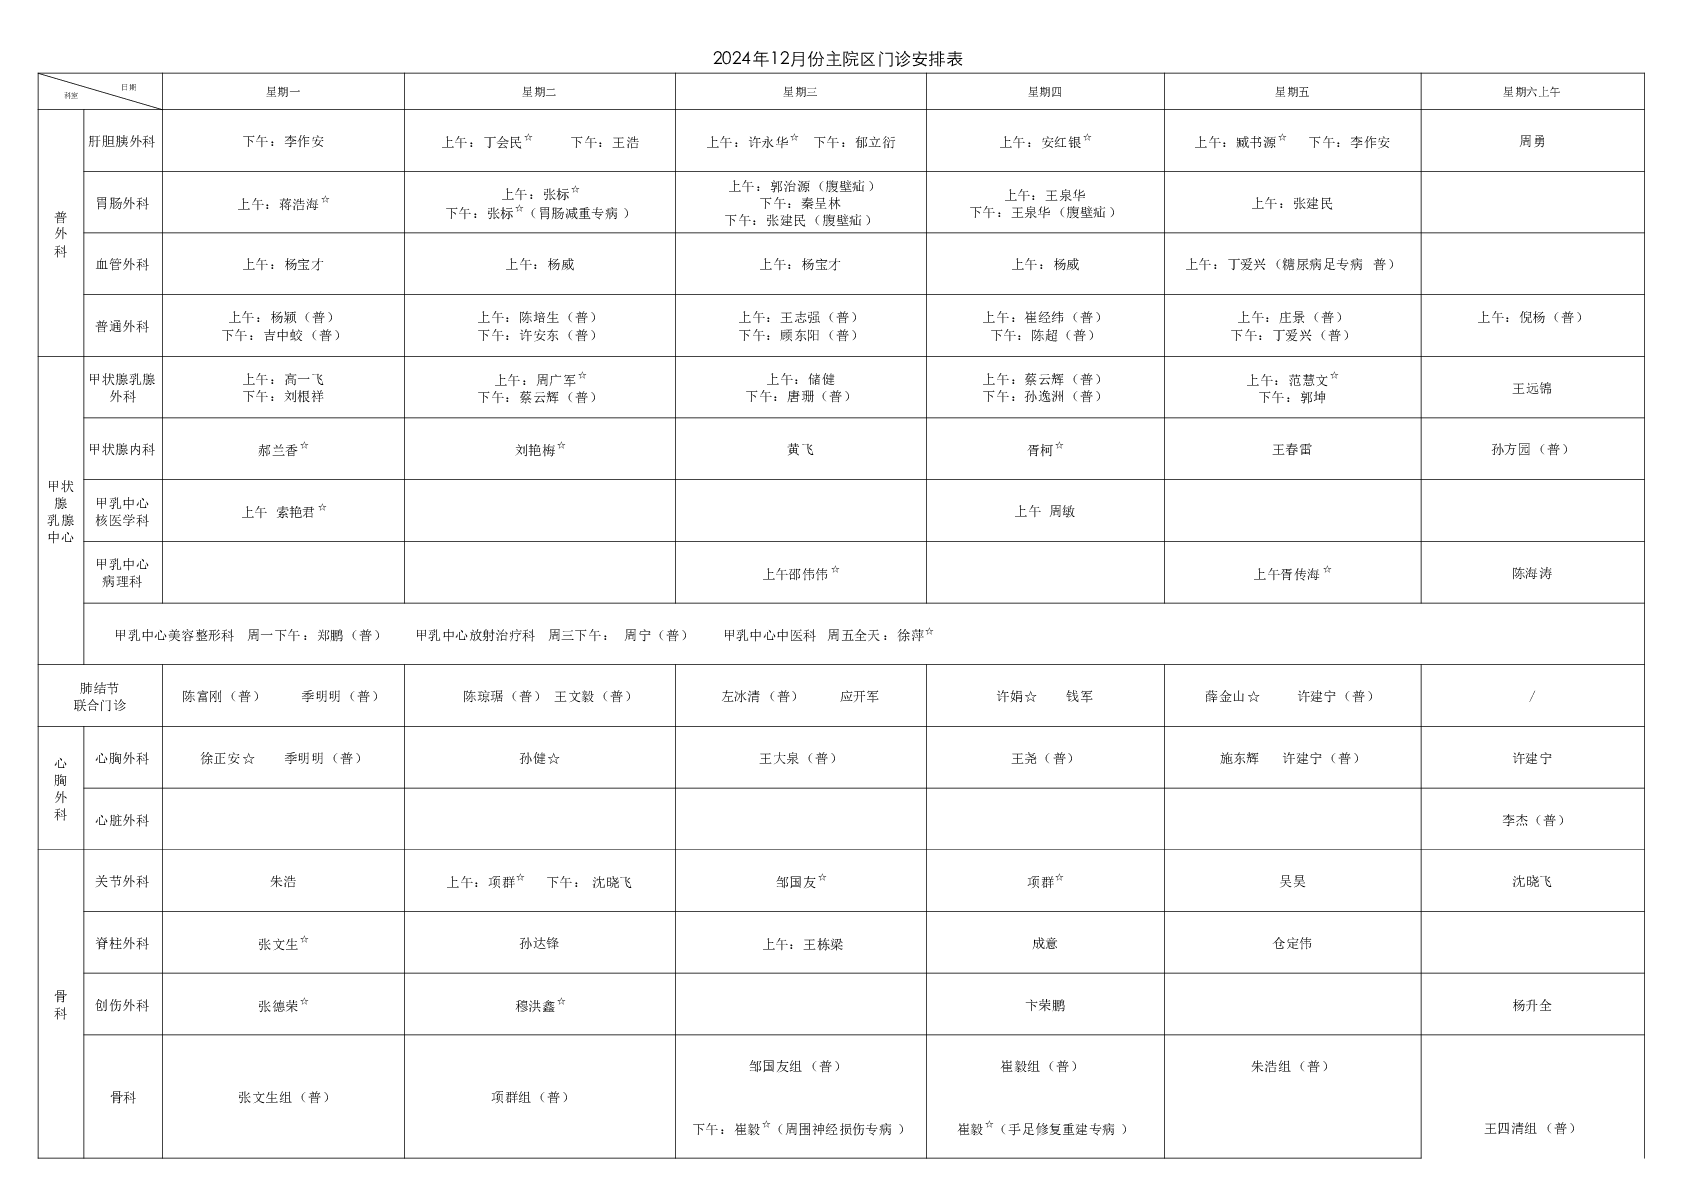 2024年12月份主院区门诊安排表
日期
科室
星期一 星期二 星期三 星期四 星期五 星期六上午
普外科
肝胆胰外科 下午：李作安 上午：丁会民☆ 下午：王浩 上午：许永华☆ 下午：郁立衍 上午：安红银☆ 上午：臧书源☆ 下午：李作安 周勇
胃肠外科 上午：蒋浩海☆ 上午：张标☆
下午：张标☆（胃肠减重专病） 上午：郭治源（腹壁疝）
下午：秦呈林
下午：张建民（腹壁疝） 上午：王泉华
下午：王泉华（腹壁疝） 上午：张建民
血管外科 上午：杨宝才 上午：杨威 上午：杨宝才 上午：杨威 上午：丁爱兴（糖尿病足专病 普）
普通外科 上午：杨颖（普）
下午：吉中蛟（普） 上午：陈培生（普）
下午：许安东（普） 上午：王志强（普）
下午：顾东阳（普） 上午：崔经纬（普）
下午：陈超（普） 上午：庄景（普）
下午：丁爱兴（普） 上午：倪杨（普）
甲状
腺
乳腺
中心
甲状腺乳腺
外科 上午：高一飞
下午：刘根祥 上午：周广军☆
下午：蔡云辉（普） 上午：储健
下午：唐珊（普） 上午：蔡云辉（普）
下午：孙逸洲（普） 上午：范慧文☆
下午：郭坤 王远锦
甲状腺内科 郝兰香☆ 刘艳梅☆ 黄飞 胥柯☆ 王春雷 孙方园（普）
甲乳中心
核医学科 上午 索艳君☆ 上午 周敏
甲乳中心
病理科 上午邵伟伟☆ 上午胥传海☆ 陈海涛
甲乳中心美容整形科 周一下午：郑鹏（普） 甲乳中心放射治疗科 周三下午： 周宁（普） 甲乳中心中医科 周五全天：徐萍☆
肺结节
联合门诊 陈富刚（普） 季明明（普） 陈琼琚（普） 王文毅（普） 左冰清（普） 应开军 许娟☆ 钱军 薛金山☆ 许建宁（普） /
心胸外科
心胸外科 徐正安☆ 季明明（普） 孙健☆ 王大泉（普） 王尧（普） 施东辉 许建宁（普） 许建宁
心脏外科 李杰（普）
骨科
关节外科 朱浩 上午：项群☆ 下午： 沈晓飞 邹国友☆ 项群☆ 吴昊 沈晓飞
脊柱外科 张文生☆ 孙达锋 上午：王栋梁 成意 仓定伟
创伤外科 张德荣☆ 穆洪鑫☆ 卞荣鹏 杨升全
骨科 张文生组（普） 项群组（普） 邹国友组（普）
下午：崔毅☆（周围神经损伤专病） 崔毅组（普）
崔毅☆（手足修复重建专病） 朱浩组（普） 王四清组（普）